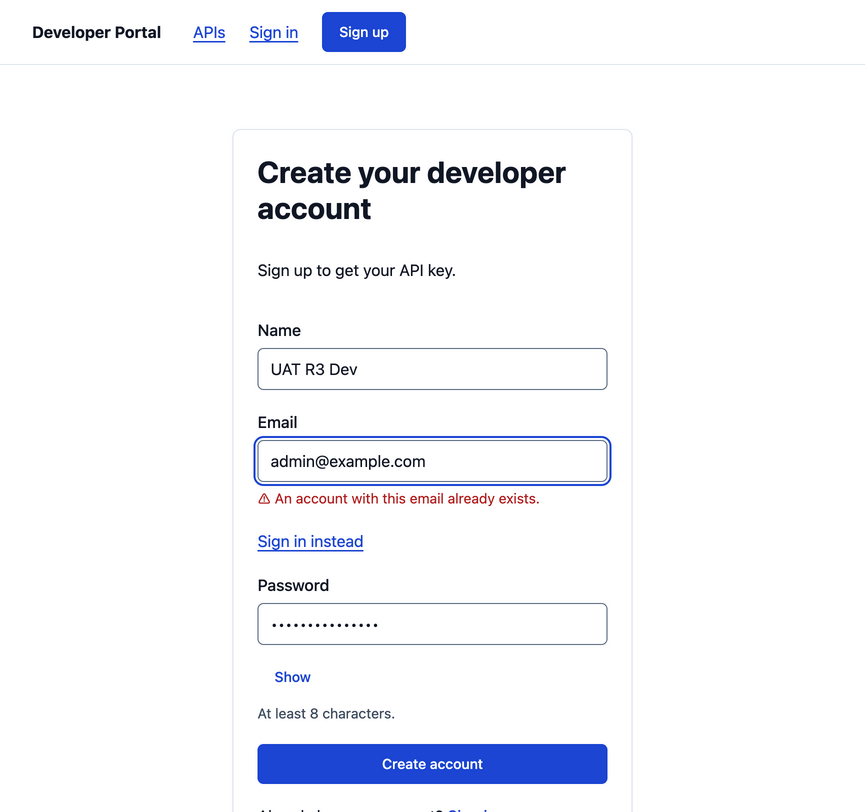 Developer Portal
APIs
Sign in
Sign up
Create your developer
account
Sign up to get your API key.
Name
UAT R3 Dev
Email
admin@example.com
An account with this email already exists.
Sign in instead
Password
Show
At least 8 characters.
Create account